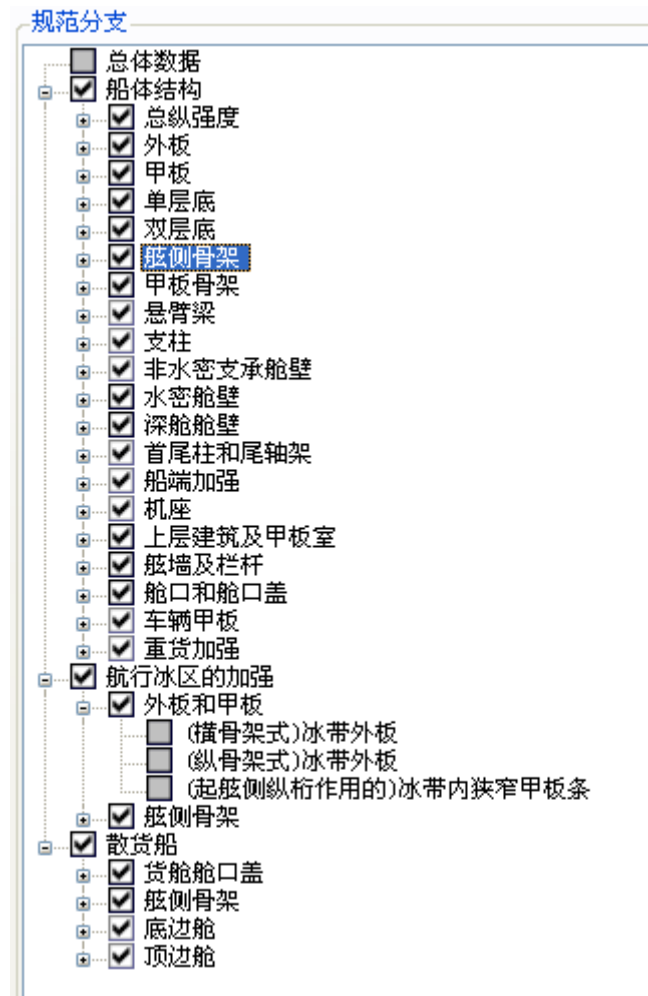 规范分支
总体数据
船体结构
总纵强度
外板
甲板
单层底
双层底
舷侧骨架
甲板骨架
悬臂梁
支柱
非水密支承舱壁
水密舱壁
深舱舱壁
首尾柱和尾轴架
船端加强
机座
上层建筑及甲板室
舷墙及栏杆
舱口和舱口盖
车辆甲板
重货加强
航行冰区的加强
外板和甲板
(横骨架式)冰带外板
(纵骨架式)冰带外板
(起舷侧纵桁作用的)冰带内狭窄甲板条
舷侧骨架
散货船
货舱舱口盖
舷侧骨架
底边舱
顶边舱